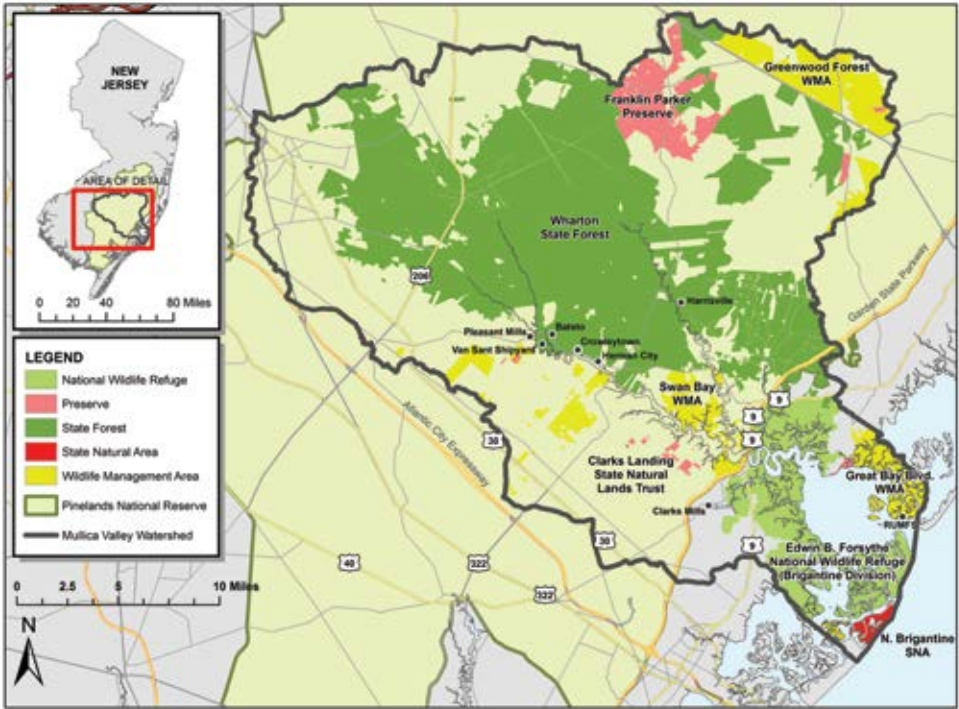 NEW
JERSEY
AREA OF DETAIL
0 20 40 80 Miles
LEGEND
National Wildlife Refuge
Preserve
State Forest
State Natural Area
Wildlife Management Area
Pinelands National Reserve
Mullica Valley Watershed
0 2.5 5 10 Miles
N
Greenwood Forest
WMA
Franklin Parker
Preserve
Wharton
State Forest
206
Garden State Parkway
Harrisville
Pleasant Mills
Batsto
Van Sant Shipyard
Crowleytown
Herman City
Swan Bay
WMA
9
9
9
Atlantic City Expressway
30
Clarks Landing
State Natural
Lands Trust
Great Bay Blvd.
WMA
RUMFS
Clarks Mills
30
9
Edwin B. Forsythe
National Wildlife Refuge
(Brigantine Division)
40
322
322
N. Brigantine
SNA